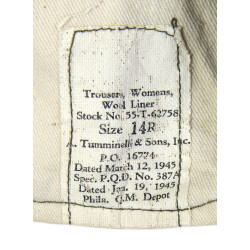 Trousers, Womens,
Wool Liner
Stock No. 55-T-62758
Size 14R
A. Tumminelli & Sons, Inc.
P.O. 16774
Dated March 12, 1945
Spec. P.Q.D. No. 387A
Dated Jan. 19, 1945
Phila. Q.M. Depot